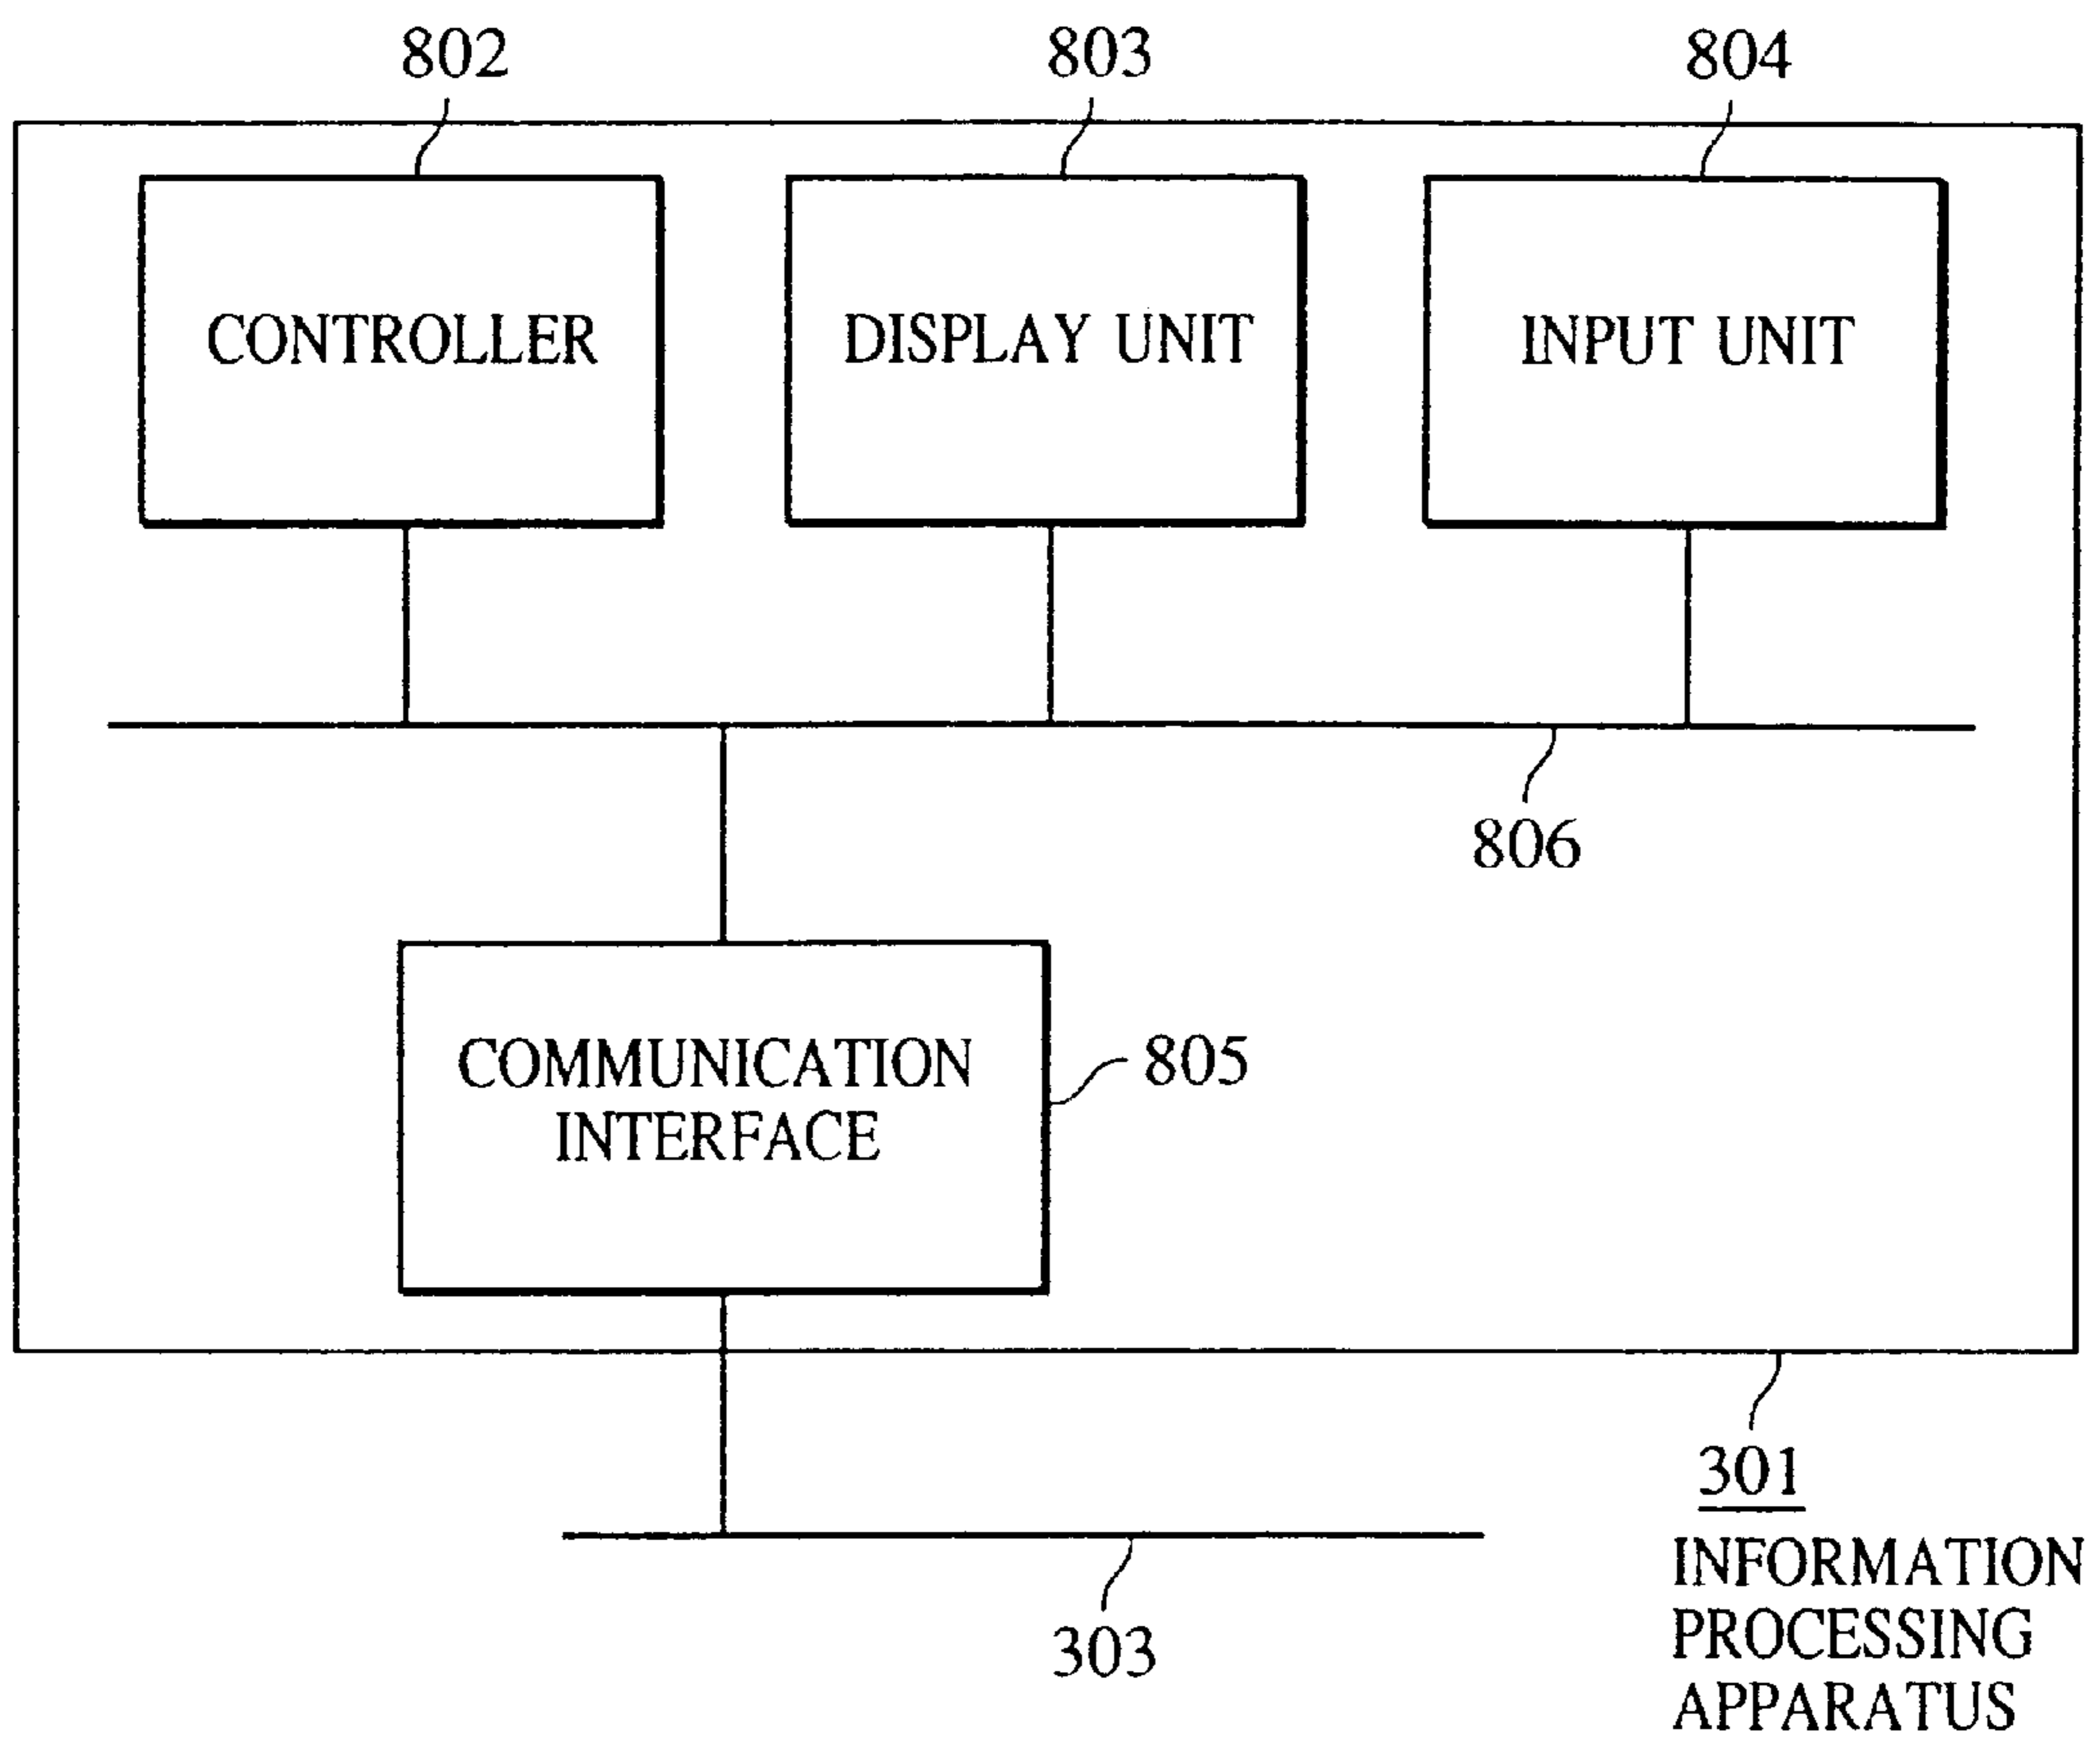 802
803
804
CONTROLLER
DISPLAY UNIT
INPUT UNIT
806
COMMUNICATION
INTERFACE
805
301
INFORMATION
PROCESSING
APPARATUS
303